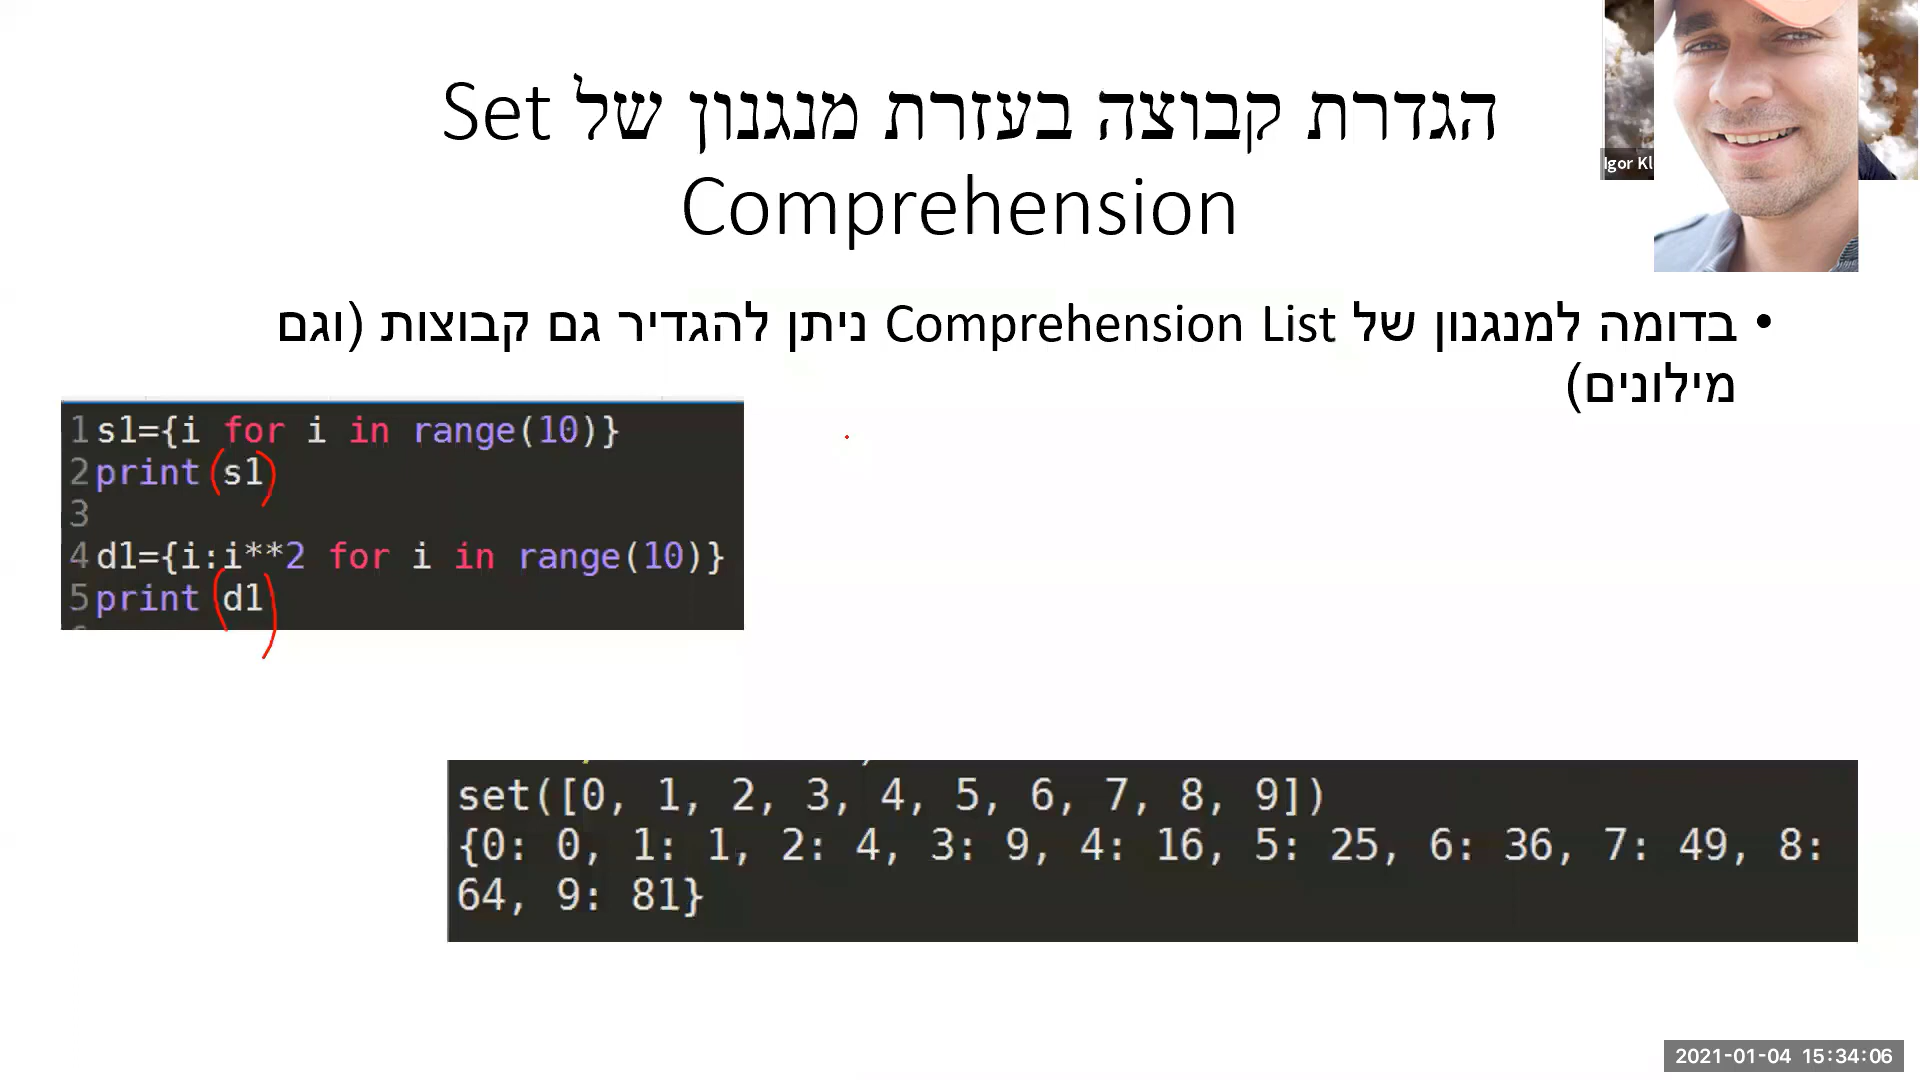 הגדרת קבוצה בעזרת מנגנון של Set
Comprehension
Igor Kl
• בדומה למנגנון של Comprehension List ניתן להגדיר גם קבוצות (וגם
מילונים)
1 s1={i for i in range(10)}
2 print (s1)
3
4 d1={i:i**2 for i in range(10)}
5 print (d1)
set([0, 1, 2, 3, 4, 5, 6, 7, 8, 9])
{0: 0, 1: 1, 2: 4, 3: 9, 4: 16, 5: 25, 6: 36, 7: 49, 8:
64, 9: 81}
2021-01-04 15:34:06